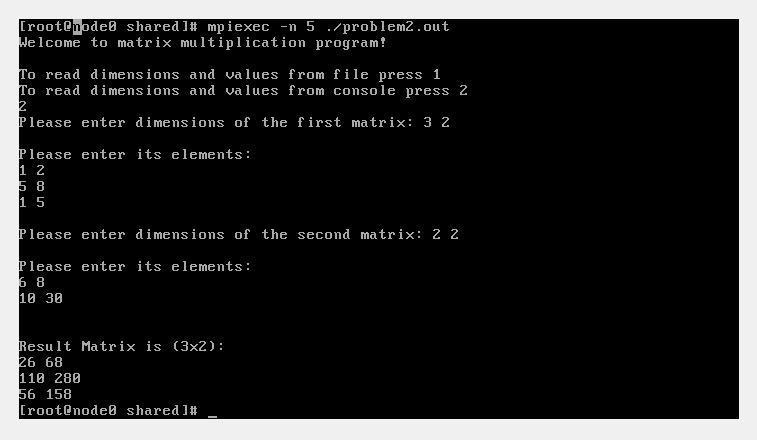 [root@node0 shared]# mpiexec -n 5 ./problem2.out
Welcome to matrix multiplication program!
To read dimensions and values from file press 1
To read dimensions and values from console press 2
2
Please enter dimensions of the first matrix: 3 2
Please enter its elements:
1 2
5 8
1 5
Please enter dimensions of the second matrix: 2 2
Please enter its elements:
6 8
10 30
Result Matrix is (3x2):
26 68
110 280
56 158
[root@node0 shared]# _